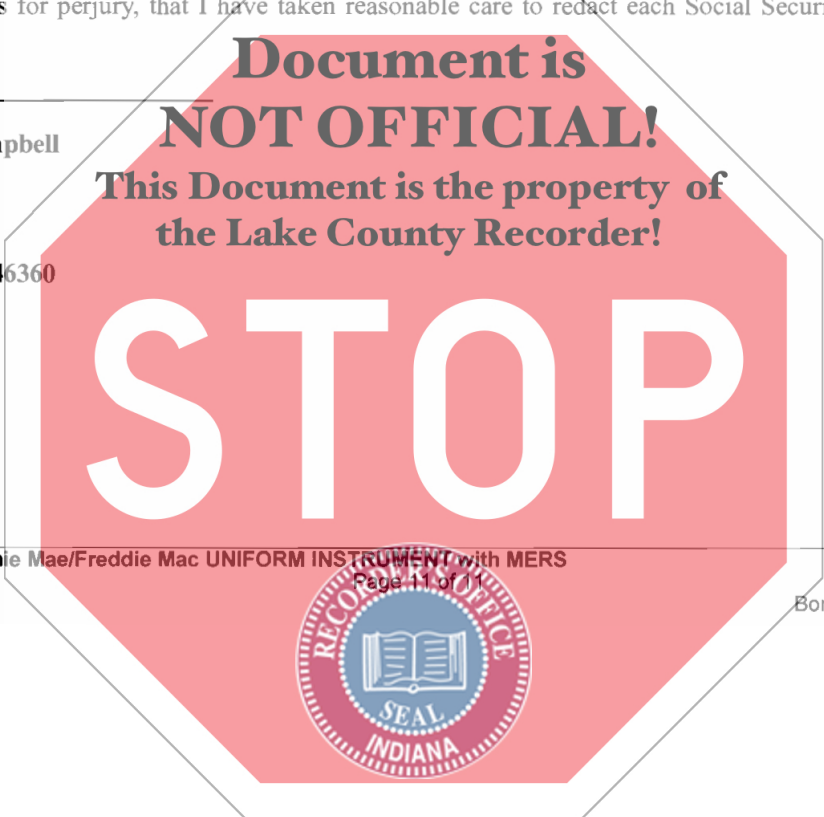 s for perjury, that I have taken reasonable care to redact each Social Securi
Document is
NOT OFFICIAL!
pbell
This Document is the property of
the Lake County Recorder!
46360
STOP
ie Mae/Freddie Mac UNIFORM INSTRUMENT with MERS
Page 11 of 11
Bor
RECORDER'S OFFICE
SEAL
INDIANA